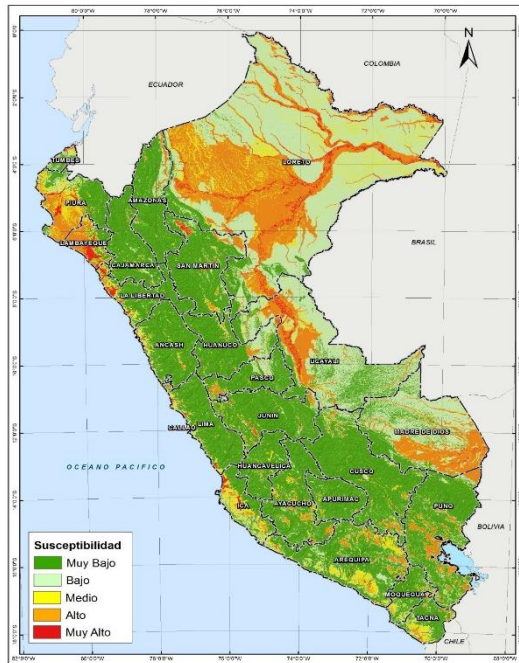 N
COLOMBIA
ECUADOR
LORETO
TUMBES
PIURA
AMAZONAS
LAMBAYEQUE
BRASIL
CAJAMARCA
SAN MARTIN
LA LIBERTAD
ANCASH
HUANUCO
UCAYALI
PASCO
JUNIN
MADRE DE DIOS
CALLAO
LIMA
HUANCAVELICA
CUSCO
OCEANO PACIFICO
ICA
AYACUCHO
APURIMAC
PUNO
BOLIVIA
AREQUIPA
MOQUEGUA
TACNA
CHILE
Susceptibilidad
Muy Bajo
Bajo
Medio
Alto
Muy Alto